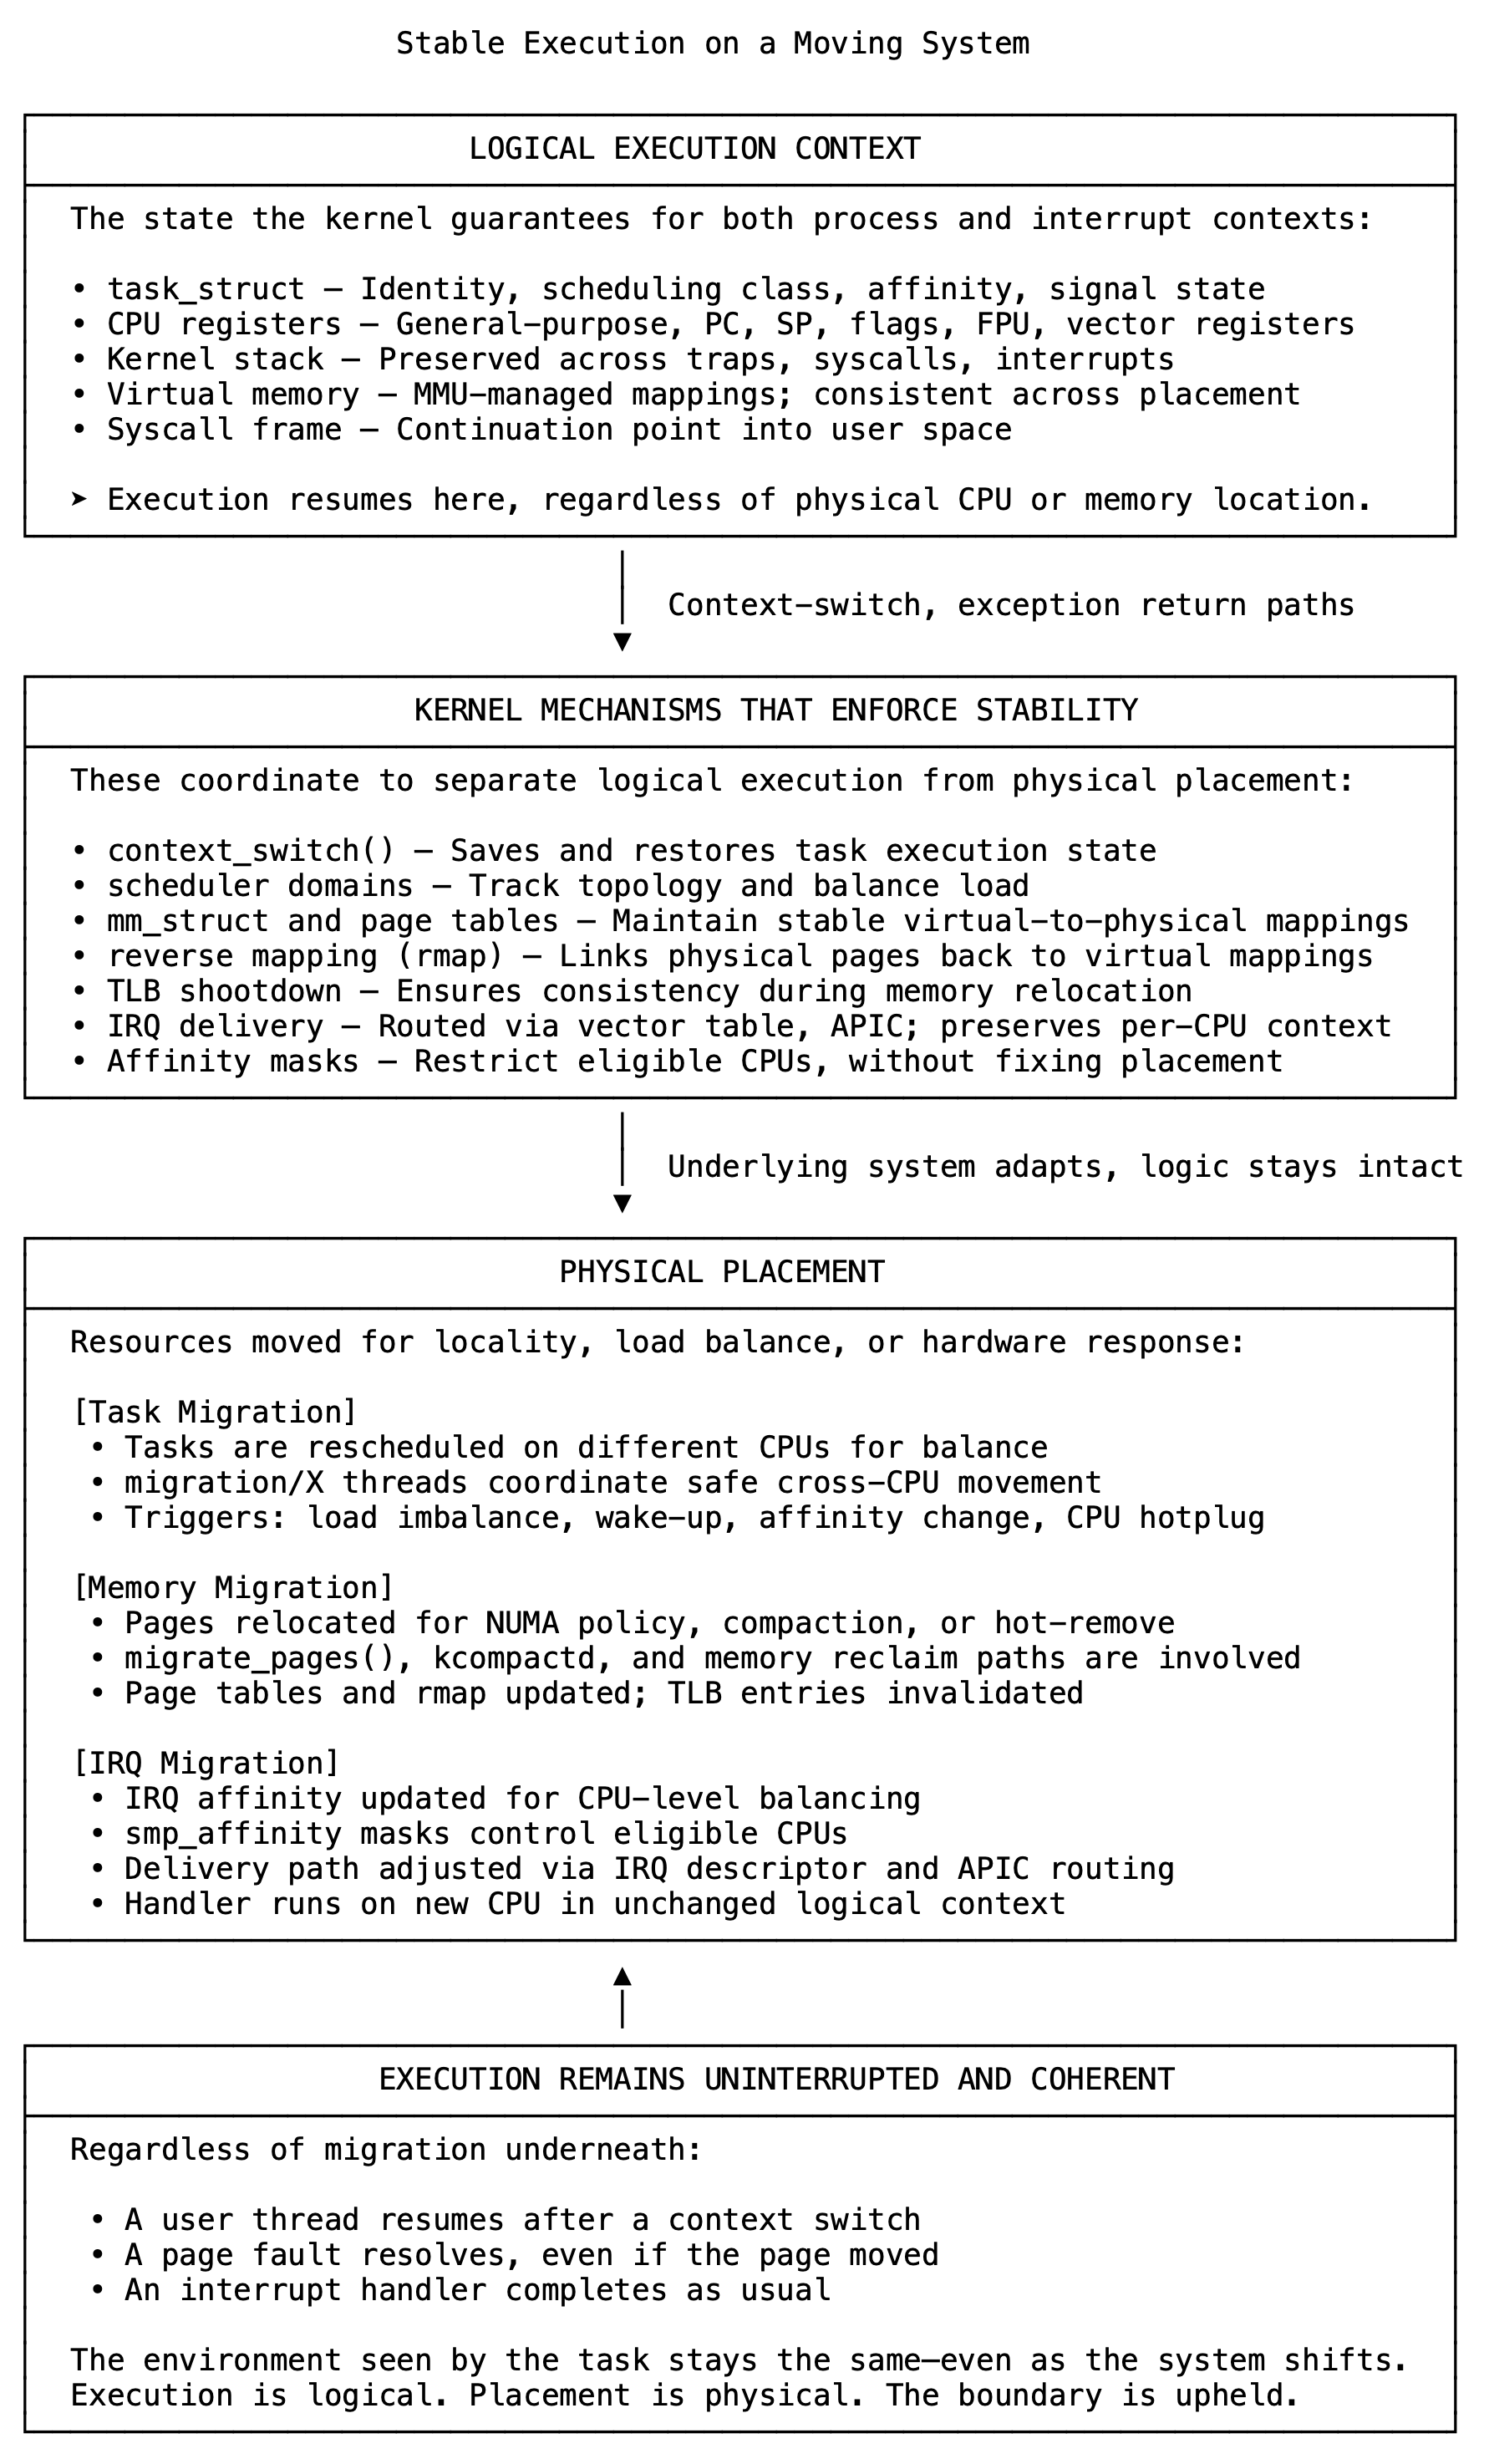 Stable Execution on a Moving System
LOGICAL EXECUTION CONTEXT
The state the kernel guarantees for both process and interrupt contexts:
• task_struct — Identity, scheduling class, affinity, signal state
• CPU registers — General-purpose, PC, SP, flags, FPU, vector registers
• Kernel stack — Preserved across traps, syscalls, interrupts
• Virtual memory — MMU-managed mappings; consistent across placement
• Syscall frame — Continuation point into user space
➤ Execution resumes here, regardless of physical CPU or memory location.
Context-switch, exception return paths
KERNEL MECHANISMS THAT ENFORCE STABILITY
These coordinate to separate logical execution from physical placement:
• context_switch() — Saves and restores task execution state
• scheduler domains — Track topology and balance load
• mm_struct and page tables — Maintain stable virtual-to-physical mappings
• reverse mapping (rmap) — Links physical pages back to virtual mappings
• TLB shootdown — Ensures consistency during memory relocation
• IRQ delivery — Routed via vector table, APIC; preserves per-CPU context
• Affinity masks — Restrict eligible CPUs, without fixing placement
Underlying system adapts, logic stays intact
PHYSICAL PLACEMENT
Resources moved for locality, load balance, or hardware response:
[Task Migration]
• Tasks are rescheduled on different CPUs for balance
• migration/X threads coordinate safe cross-CPU movement
• Triggers: load imbalance, wake-up, affinity change, CPU hotplug
[Memory Migration]
• Pages relocated for NUMA policy, compaction, or hot-remove
• migrate_pages(), kcompactd, and memory reclaim paths are involved
• Page tables and rmap updated; TLB entries invalidated
[IRQ Migration]
• IRQ affinity updated for CPU-level balancing
• smp_affinity masks control eligible CPUs
• Delivery path adjusted via IRQ descriptor and APIC routing
• Handler runs on new CPU in unchanged logical context
EXECUTION REMAINS UNINTERRUPTED AND COHERENT
Regardless of migration underneath:
• A user thread resumes after a context switch
• A page fault resolves, even if the page moved
• An interrupt handler completes as usual
The environment seen by the task stays the same—even as the system shifts.
Execution is logical. Placement is physical. The boundary is upheld.